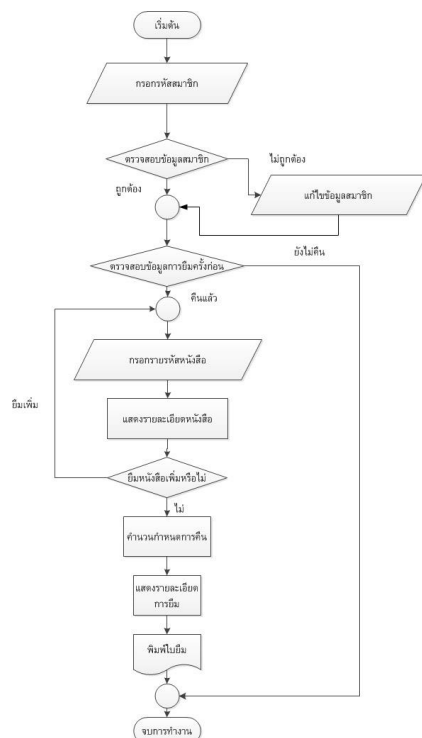 เริ่มต้น
กรอกรหัสสมาชิก
ตรวจสอบข้อมูลสมาชิก
ไม่ถูกต้อง
ถูกต้อง
แก้ไขข้อมูลสมาชิก
ยังไม่คืน
ตรวจสอบข้อมูลการยืมครั้งก่อน
คืนแล้ว
กรอกรายรหัสหนังสือ
ยืมเพิ่ม
แสดงรายละเอียดหนังสือ
ยืมหนังสือเพิ่มหรือไม่
ไม่
คำนวนกำหนดการคืน
แสดงรายละเอียด
การยืม
พิมพ์ใบยืม
จบการทำงาน